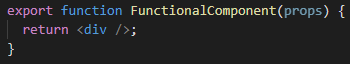 export function FunctionalComponent(props) {
  return <div />;
}